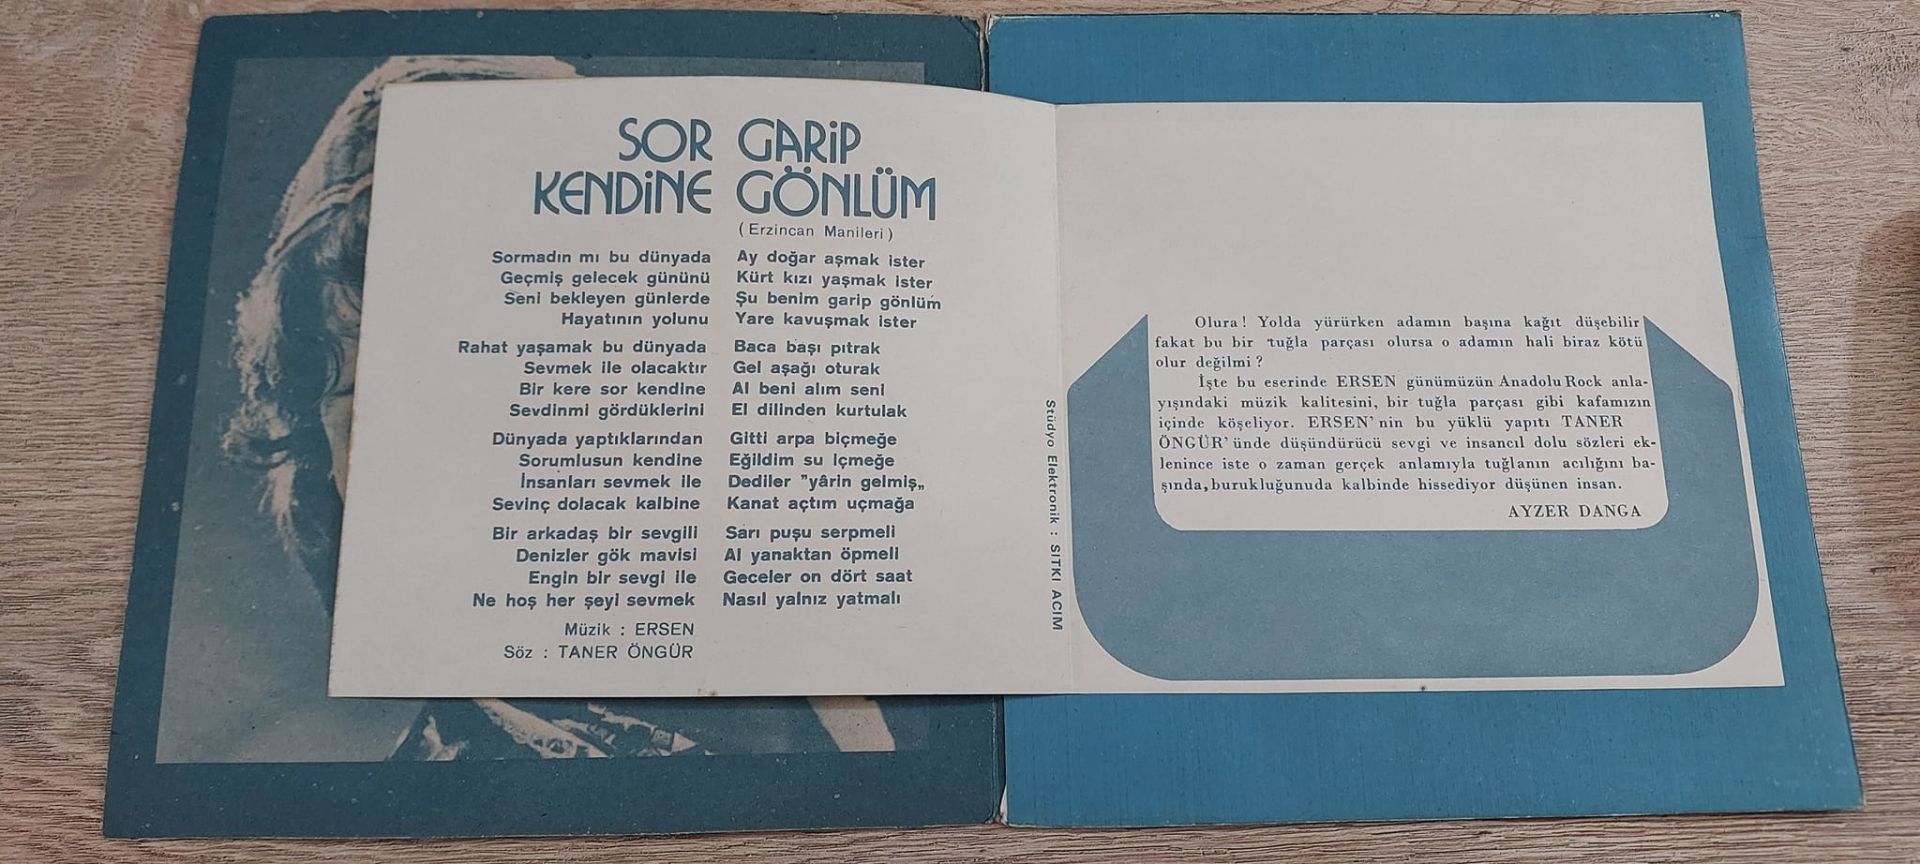 SOR
KENDİNE
Sormadın mı bu dünyada
Geçmiş gelecek gününü
Seni bekleyen günlerde
Hayatının yolunu
Rahat yaşamak bu dünyada
Sevmek ile olacaktır
Bir kere sor kendine
Sevdinmi gördüklerini
Dünyada yaptıklarından
Sorumlusun kendine
İnsanları sevmek ile
Sevinç dolacak kalbine
Bir arkadaş bir sevgili
Denizler gök mavisi
Engin bir sevgi ile
Ne hoş her şeyi sevmek
Müzik : ERSEN
Söz : TANER ÖNGÜR
GARİP
GÖNLÜM
( Erzincan Manileri )
Ay doğar aşmak ister
Kürt kızı yaşmak ister
Şu benim garip gönlüm
Yare kavuşmak ister
Baca başı pıtrak
Gel aşağı oturak
Al beni alım seni
El dilinden kurtulak
Gitti arpa biçmeğe
Eğildim su içmeğe
Dediler "yârin gelmiş„
Kanat açtım uçmağa
Sarı puşu serpmeli
Al yanaktan öpmeli
Geceler on dört saat
Nasıl yalnız yatmalı
Stüdyo Elektronik : SITKI ACIM
Olura ! Yolda yürürken adamın başına kağıt düşebilir
fakat bu bir tuğla parçası olursa o adamın hali biraz kötü
olur değilmi ?
İşte bu eserinde ERSEN günümüzün Anadolu Rock anla-
yışındaki müzik kalitesini, bir tuğla parçası gibi kafamızın
içinde köşeliyor. ERSEN' nin bu yüklü yapıtı TANER
ÖNGÜR' ünde düşündürücü sevgi ve insancıl dolu sözleri ek-
lenince iste o zaman gerçek anlamıyla tuğlanın acılığını ba-
şında, burukluğunuda kalbinde hissediyor düşünen insan.
AYZER DANGA